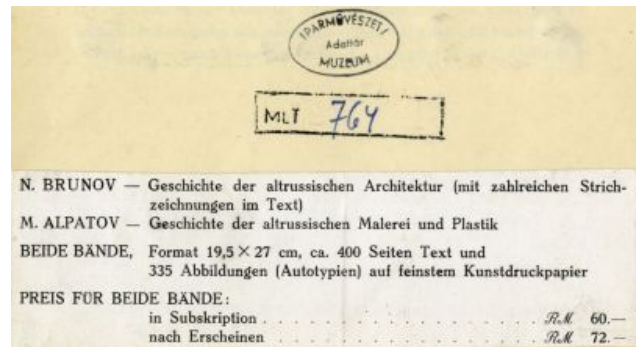 IPARMŰVÉSZETI
Adattár
MUZEUM
MLT 764
N. BRUNOV — Geschichte der altrussischen Architektur (mit zahlreichen Strich-
zeichnungen im Text)
M. ALPATOV — Geschichte der altrussischen Malerei und Plastik
BEIDE BÄNDE, Format 19,5 × 27 cm, ca. 400 Seiten Text und
335 Abbildungen (Autotypien) auf feinstem Kunstdruckpapier
PREIS FÜR BEIDE BÄNDE:
in Subskription . . . . . . . . . . . . . . . . RM 60.—
nach Erscheinen . . . . . . . . . . . . . . . . RM 72.—